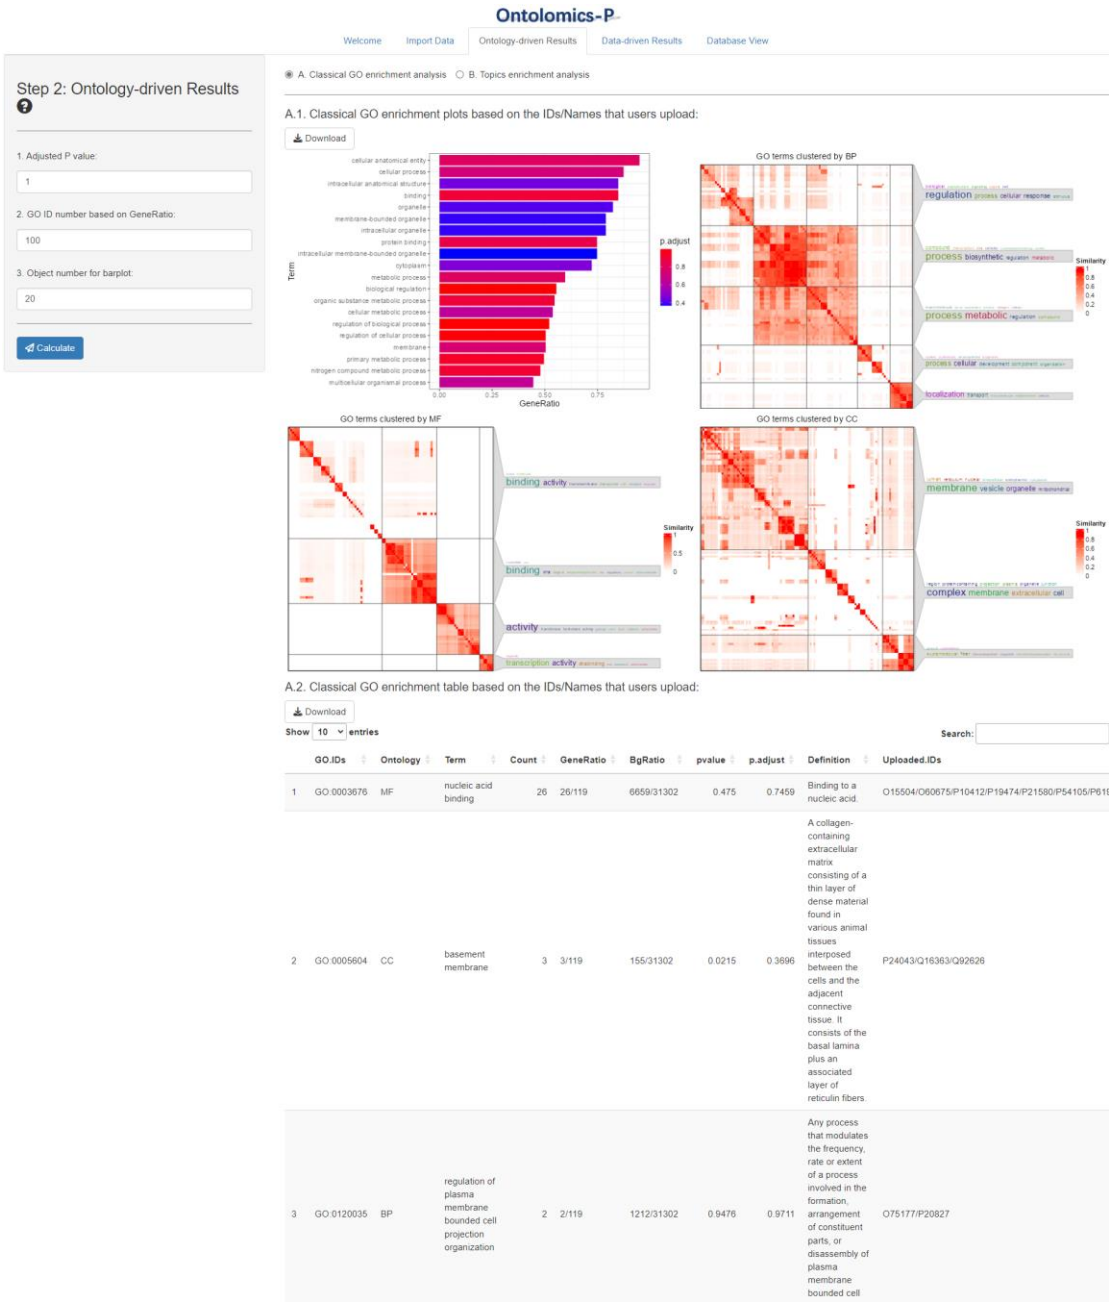 Ontolomics-P
Welcome Import Data Ontology-driven Results Data-driven Results Database View
Step 2: Ontology-driven Results
1. Adjusted P value:
1
2. GO ID number based on GeneRatio:
100
3. Object number for barplot:
20
Calculate
A. Classical GO enrichment analysis B. Topics enrichment analysis
A.1. Classical GO enrichment plots based on the IDs/Names that users upload:
Download
Term
cellular anatomical entity
cellular process
intracellular anatomical structure
binding
organelle
membrane-bounded organelle
intracellular organelle
protein binding
intracellular membrane-bounded organelle
cytoplasm
metabolic process
biological regulation
organic substance metabolic process
cellular metabolic process
regulation of biological process
regulation of cellular process
membrane
primary metabolic process
nitrogen compound metabolic process
multicellular organismal process
0.00 0.25 0.50 0.75
GeneRatio
p.adjust
0.8
0.6
0.4
GO terms clustered by BP
regulation process cellular response
process biosynthetic regulation metabolic
process metabolic regulation
process cellular development component organization
localization transport
Similarity
1
0.8
0.6
0.4
0.2
0
GO terms clustered by MF
binding activity
binding
activity
transcription activity
Similarity
1
0.5
0
GO terms clustered by CC
membrane vesicle organelle mitochondrial
complex membrane extracellular cell
Similarity
1
0.8
0.6
0.4
0.2
0
A.2. Classical GO enrichment table based on the IDs/Names that users upload:
Download
Show 10 entries
Search:
GO.IDs Ontology Term Count GeneRatio BgRatio pvalue p.adjust Definition Uploaded.IDs
1 GO:0003676 MF nucleic acid binding 26 26/119 6659/31302 0.475 0.7459 Binding to a nucleic acid. O15504/O60675/P10412/P19474/P21580/P54105/P619
2 GO:0005604 CC basement membrane 3 3/119 155/31302 0.0215 0.3696 A collagen-containing extracellular matrix consisting of a thin layer of dense material found in various animal tissues interposed between the cells and the adjacent connective tissue. It consists of the basal lamina plus an associated layer of reticulin fibers. P24043/Q16363/Q92626
3 GO:0120035 BP regulation of plasma membrane bounded cell projection organization 2 2/119 1212/31302 0.9476 0.9711 Any process that modulates the frequency, rate or extent of a process involved in the formation, arrangement of constituent parts, or disassembly of plasma membrane bounded cell O75177/P20827